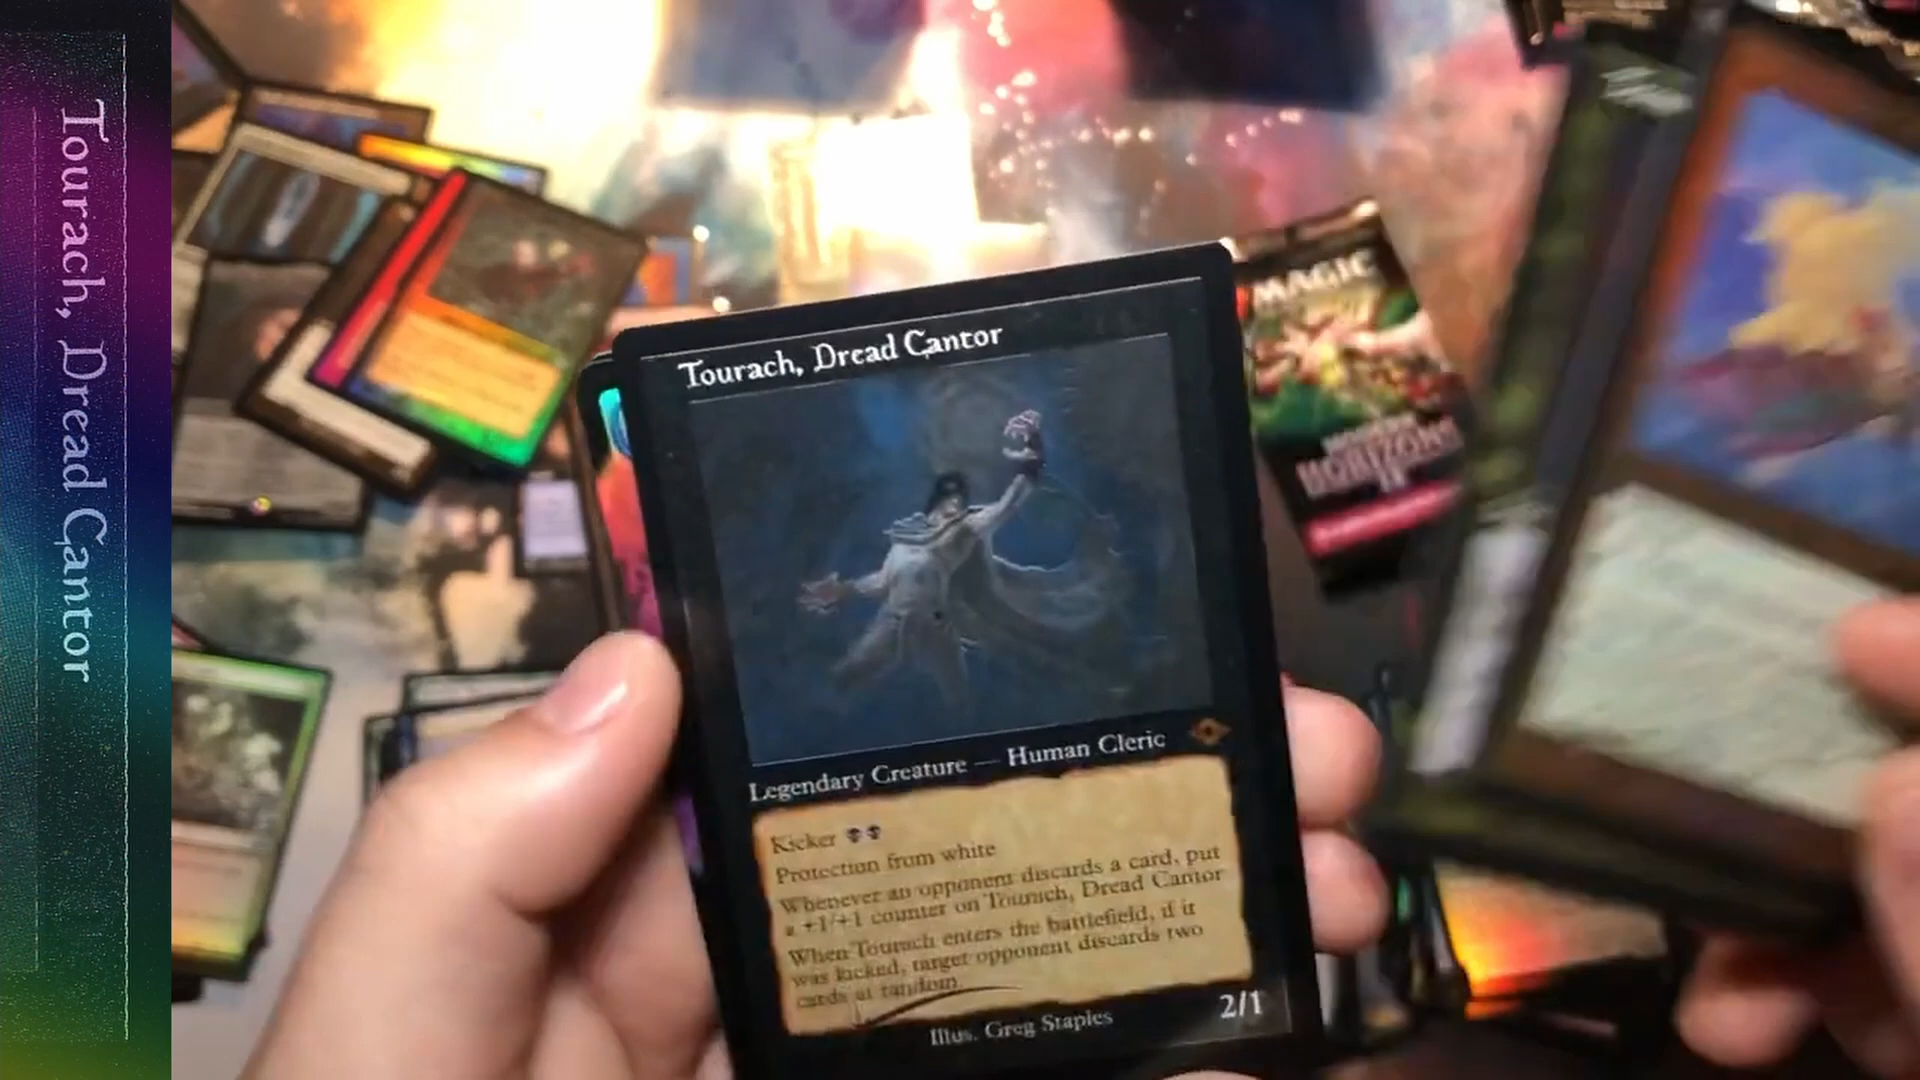 Tourach, Dread Cantor
Tourach, Dread Cantor
MAGIC
HORIZONS
Legendary Creature — Human Cleric
Kicker
Protection from white
Whenever an opponent discards a card, put
a +1/+1 counter on Tourach, Dread Cantor
When Tourach enters the battlefield, if it
was kicked, target opponent discards two
cards at random.
Illus. Greg Staples
2/1